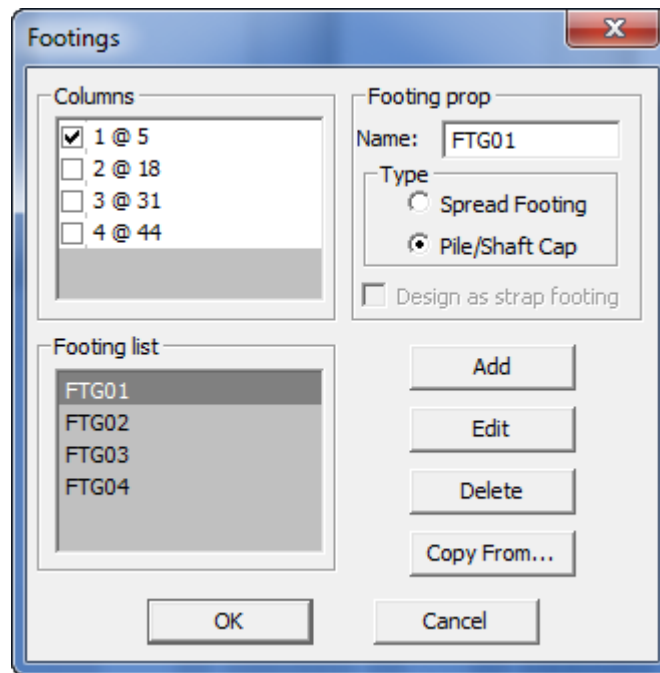 Footings
Columns
1 @ 5
2 @ 18
3 @ 31
4 @ 44
Footing prop
Name: FTG01
Type
Spread Footing
Pile/Shaft Cap
Design as strap footing
Footing list
FTG01
FTG02
FTG03
FTG04
Add
Edit
Delete
Copy From...
OK
Cancel